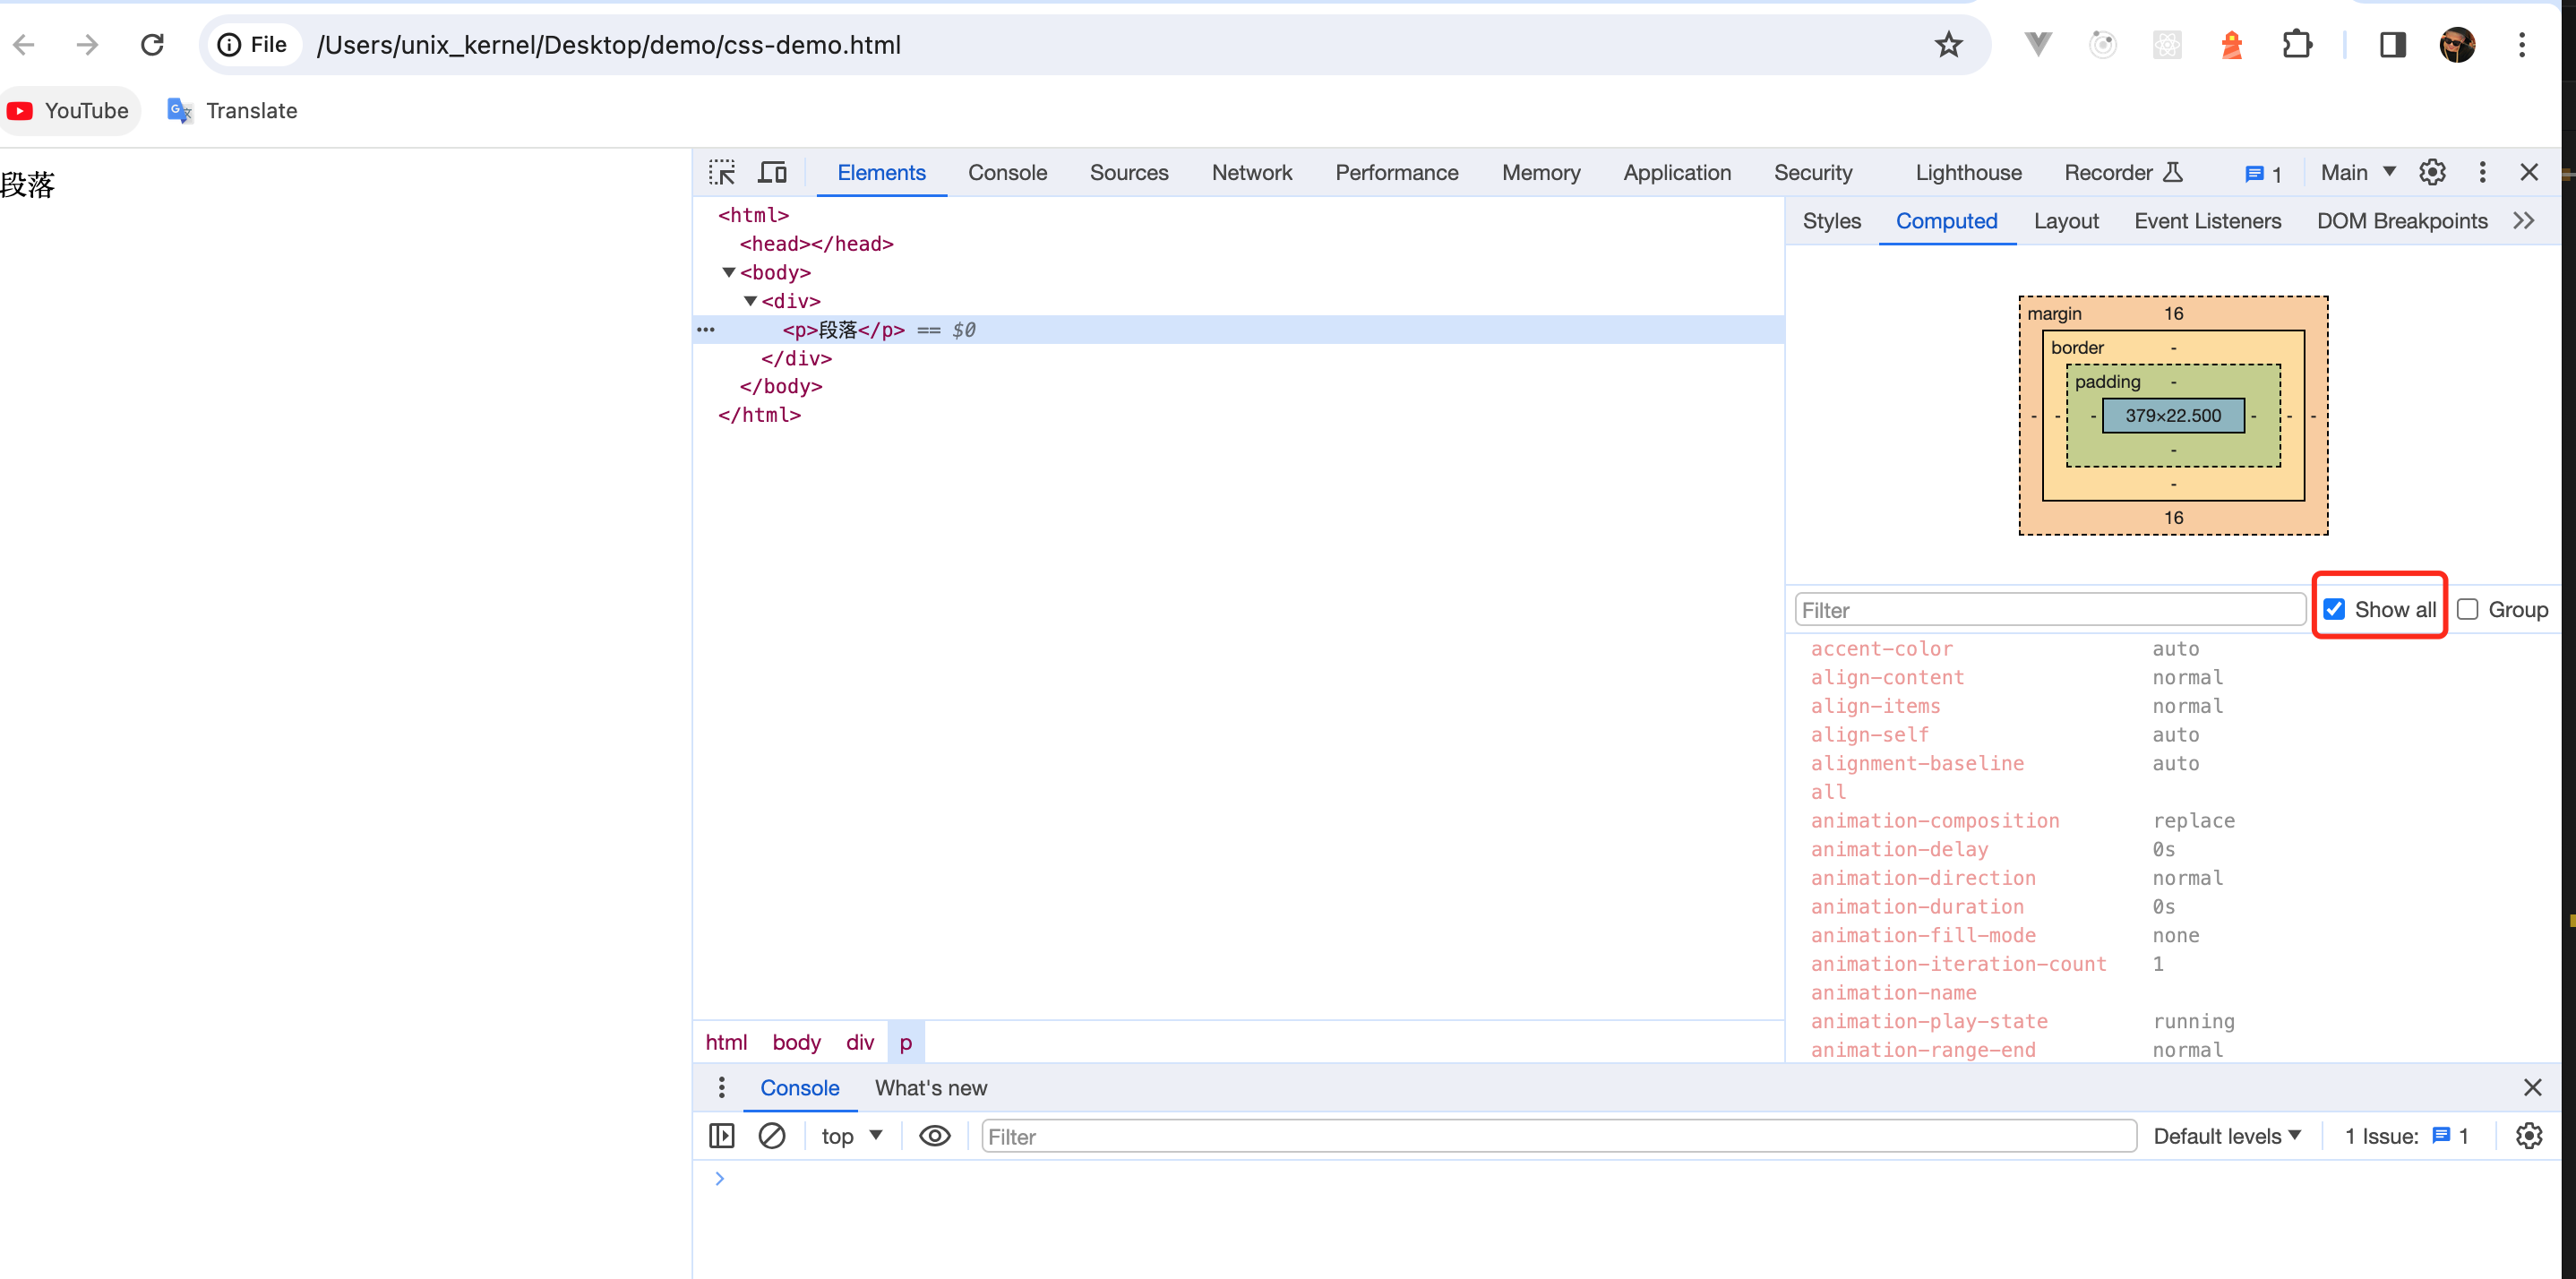 File /Users/unix_kernel/Desktop/demo/css-demo.html
YouTube Translate
段落
Elements Console Sources Network Performance Memory Application Security Lighthouse Recorder 1 Main
<html>
<head></head>
<body>
<div>
<p>段落</p> == $0
</div>
</body>
</html>
html body div p
Styles Computed Layout Event Listeners DOM Breakpoints
margin 16
border -
padding -
- - - 379×22.500 - - -
-
-
16
Filter Show all Group
accent-color auto
align-content normal
align-items normal
align-self auto
alignment-baseline auto
all
animation-composition replace
animation-delay 0s
animation-direction normal
animation-duration 0s
animation-fill-mode none
animation-iteration-count 1
animation-name
animation-play-state running
animation-range-end normal
Console What's new
top Filter Default levels 1 Issue: 1